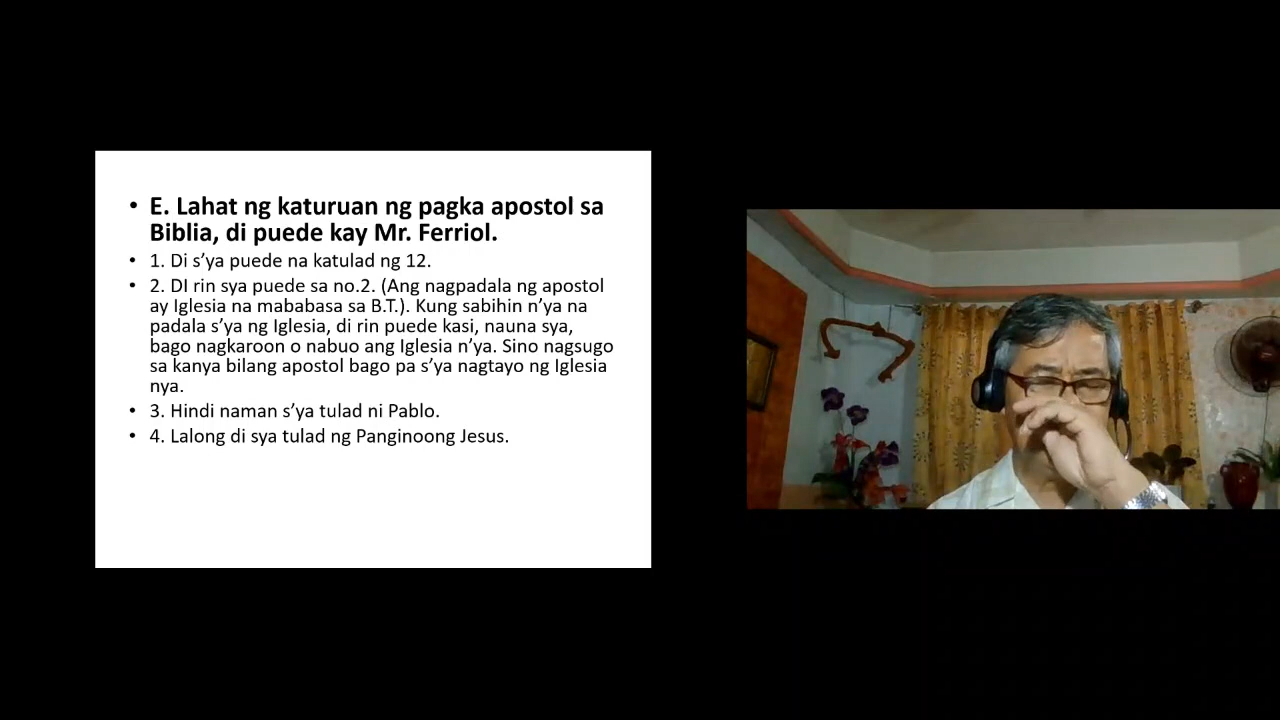 • E. Lahat ng katuruan ng pagka apostol sa
Biblia, di puede kay Mr. Ferriol.
• 1. Di s’ya puede na katulad ng 12.
• 2. DI rin sya puede sa no.2. (Ang nagpadala ng apostol
ay Iglesia na mababasa sa B.T.). Kung sabihin n’ya na
padala s’ya ng Iglesia, di rin puede kasi, nauna sya,
bago nagkaroon o nabuo ang Iglesia n’ya. Sino nagsugo
sa kanya bilang apostol bago pa s’ya nagtayo ng Iglesia
nya.
• 3. Hindi naman s’ya tulad ni Pablo.
• 4. Lalong di sya tulad ng Panginoong Jesus.